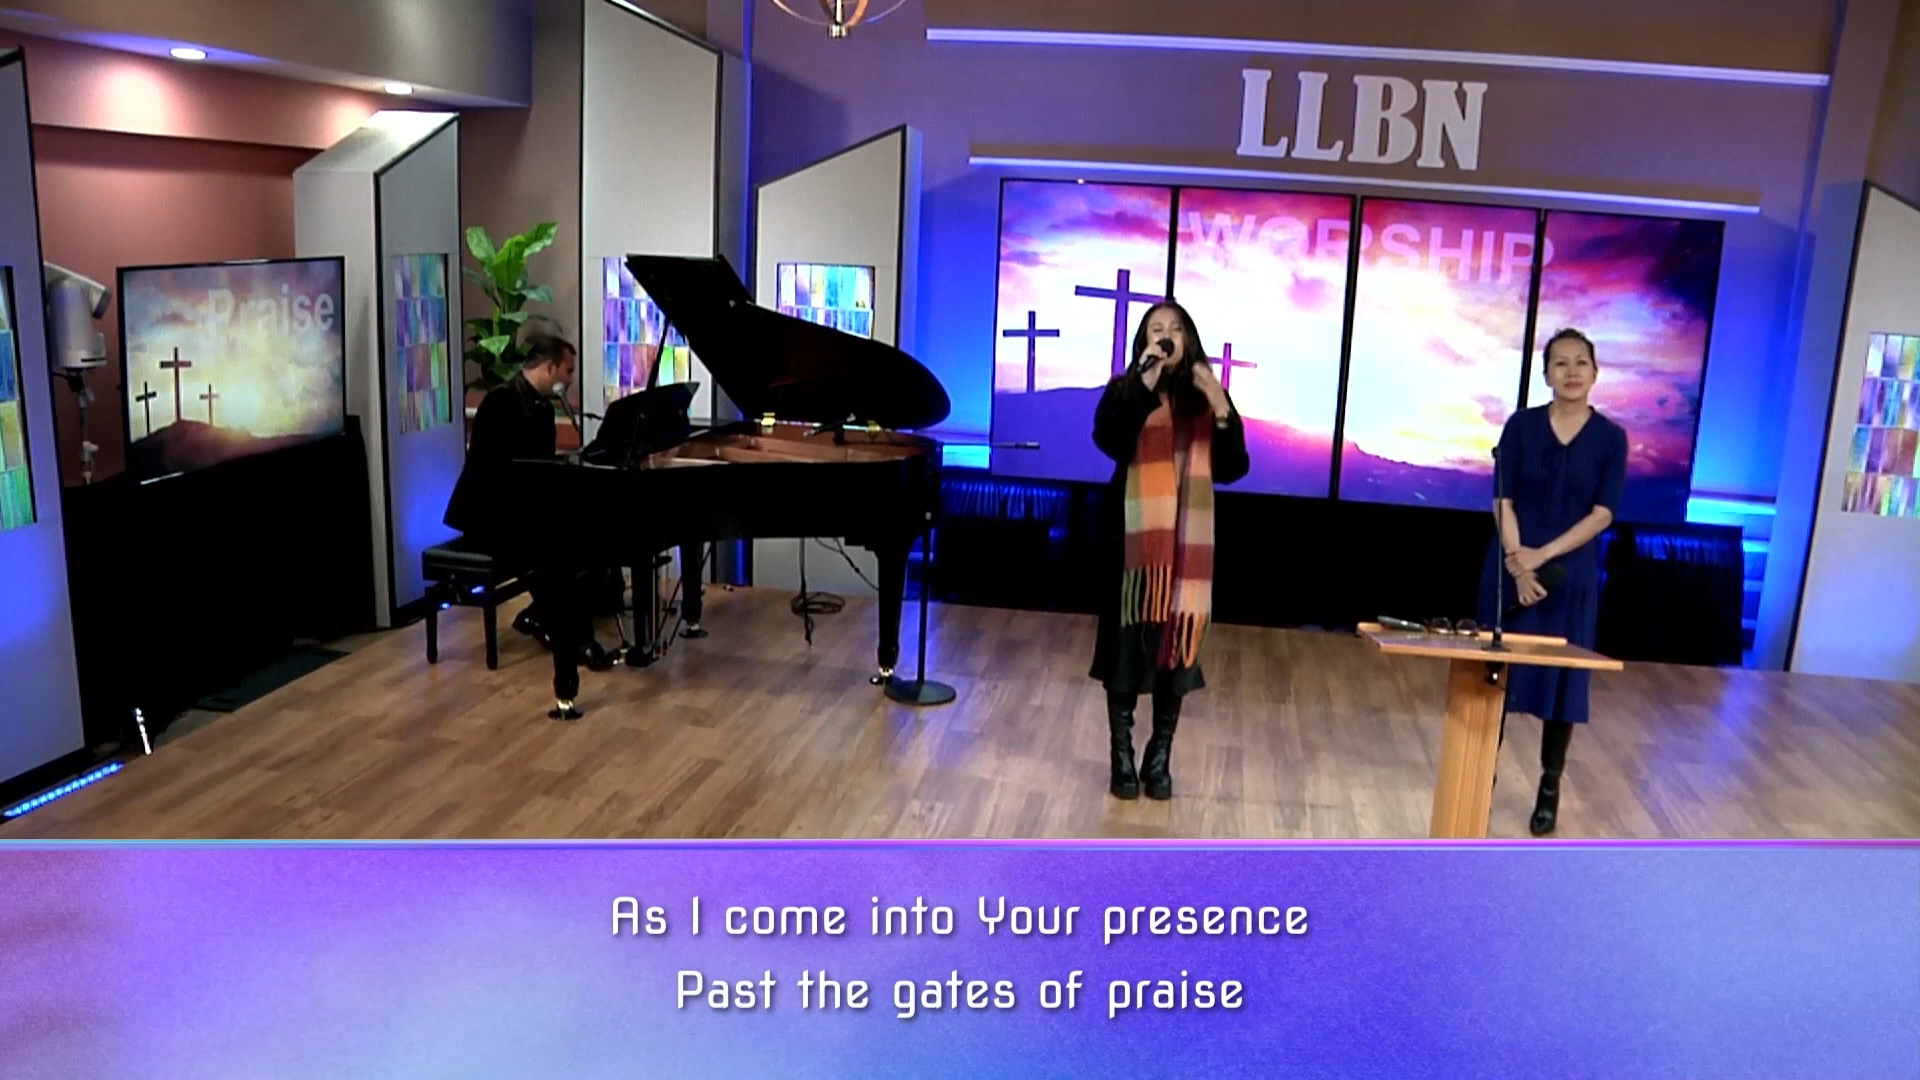 LLBN
WORSHIP
Praise
As I come into Your presence
Past the gates of praise